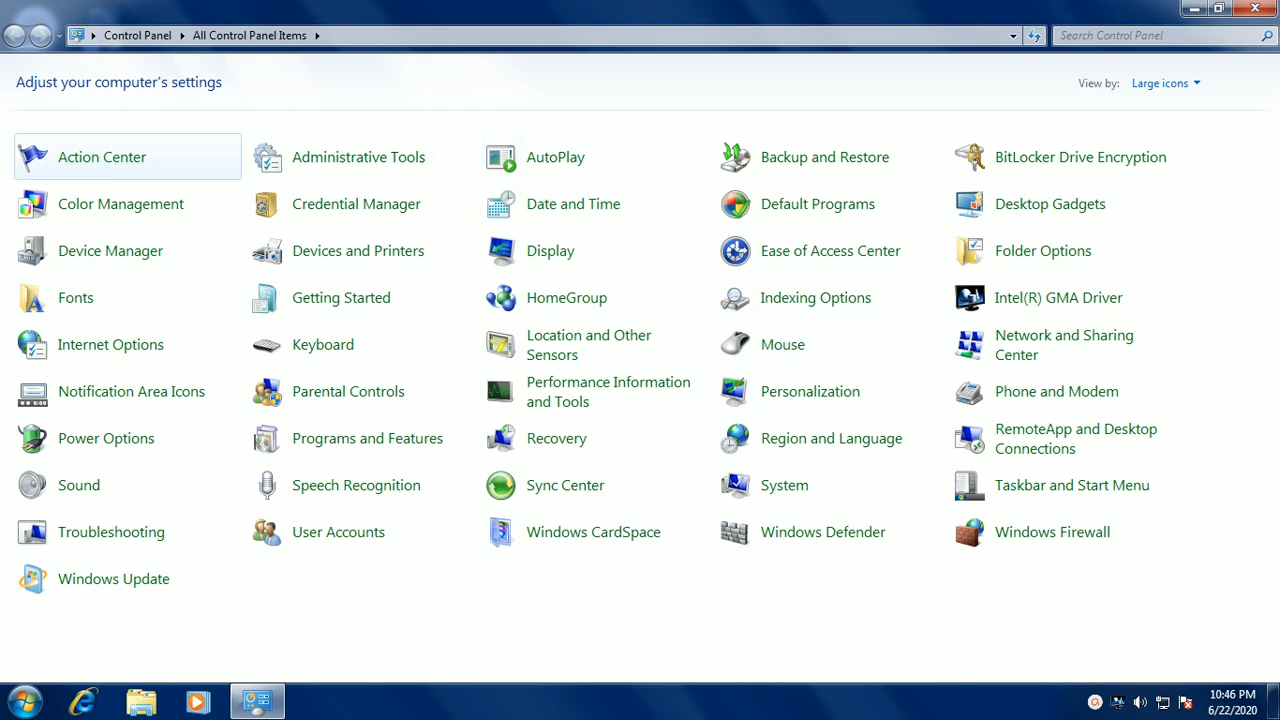 Control Panel
All Control Panel Items
Search Control Panel
Adjust your computer's settings
View by:
Large icons
Action Center
Administrative Tools
AutoPlay
Backup and Restore
BitLocker Drive Encryption
Color Management
Credential Manager
Date and Time
Default Programs
Desktop Gadgets
Device Manager
Devices and Printers
Display
Ease of Access Center
Folder Options
Fonts
Getting Started
HomeGroup
Indexing Options
Intel(R) GMA Driver
Internet Options
Keyboard
Location and Other
Sensors
Mouse
Network and Sharing
Center
Notification Area Icons
Parental Controls
Performance Information
and Tools
Personalization
Phone and Modem
Power Options
Programs and Features
Recovery
Region and Language
RemoteApp and Desktop
Connections
Sound
Speech Recognition
Sync Center
System
Taskbar and Start Menu
Troubleshooting
User Accounts
Windows CardSpace
Windows Defender
Windows Firewall
Windows Update
10:46 PM
6/22/2020